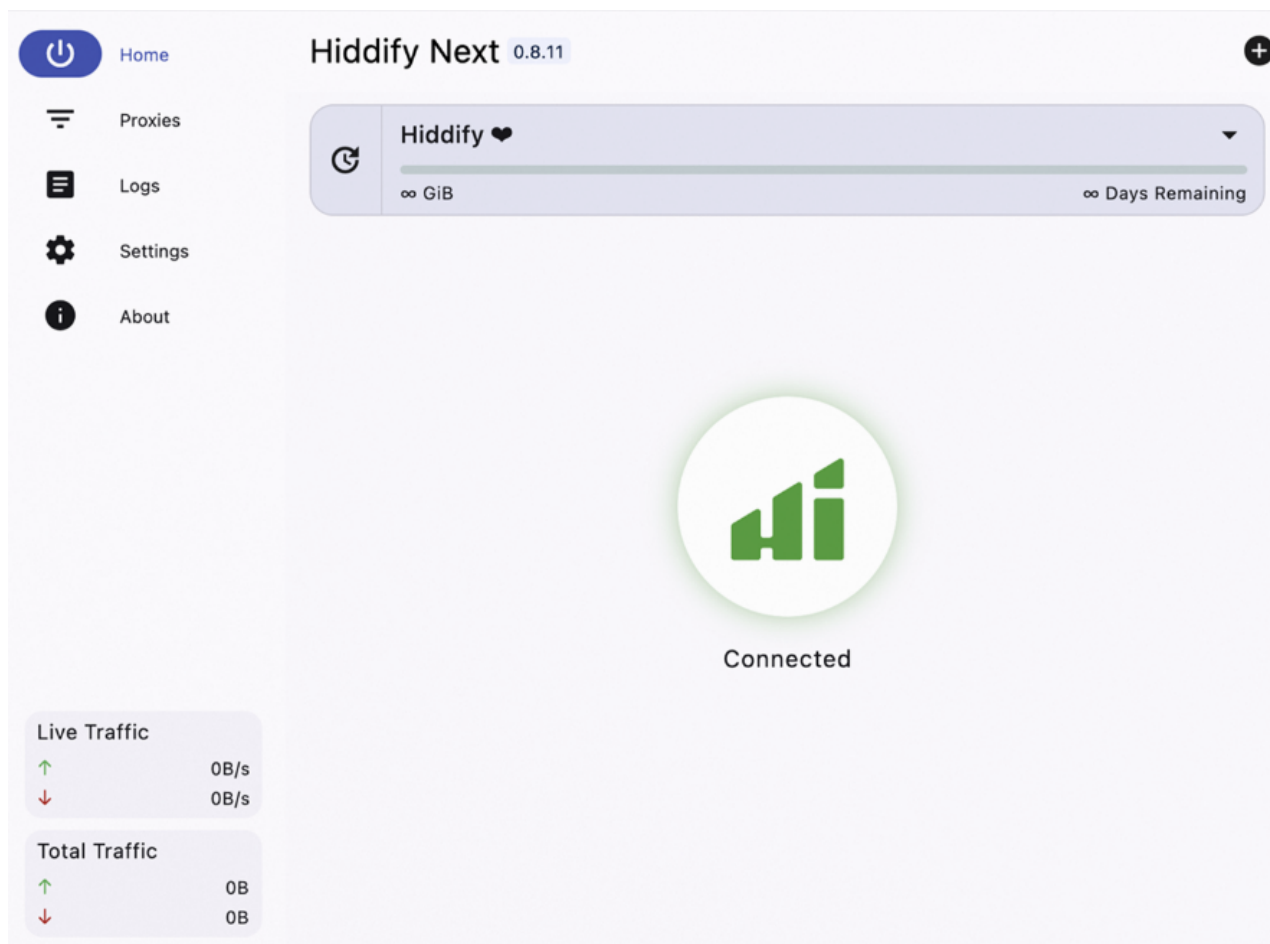 Home
Proxies
Logs
Settings
About
Hiddify Next 0.8.11
Hiddify ❤
∞ GiB
∞ Days Remaining
Connected
Live Traffic
↑ 0B/s
↓ 0B/s
Total Traffic
↑ 0B
↓ 0B